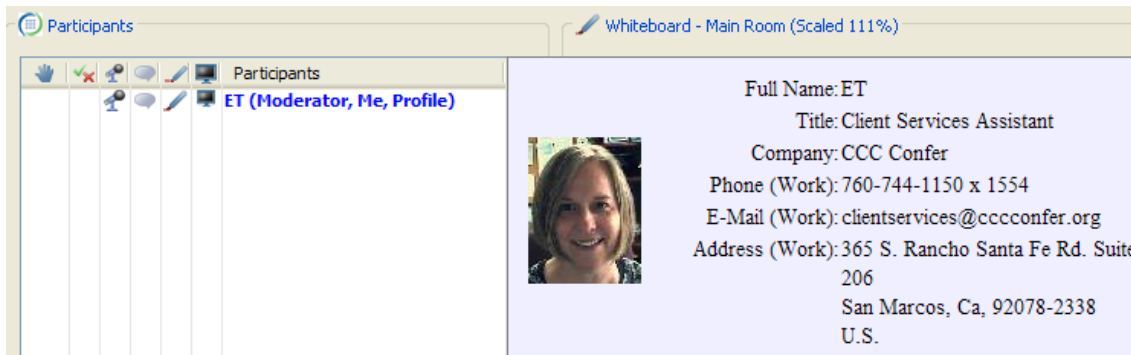 Participants
Whiteboard - Main Room (Scaled 111%)
Participants
ET (Moderator, Me, Profile)
Full Name: ET
Title: Client Services Assistant
Company: CCC Confer
Phone (Work): 760-744-1150 x 1554
E-Mail (Work): clientservices@cccconfer.org
Address (Work): 365 S. Rancho Santa Fe Rd. Suite
206
San Marcos, Ca, 92078-2338
U.S.